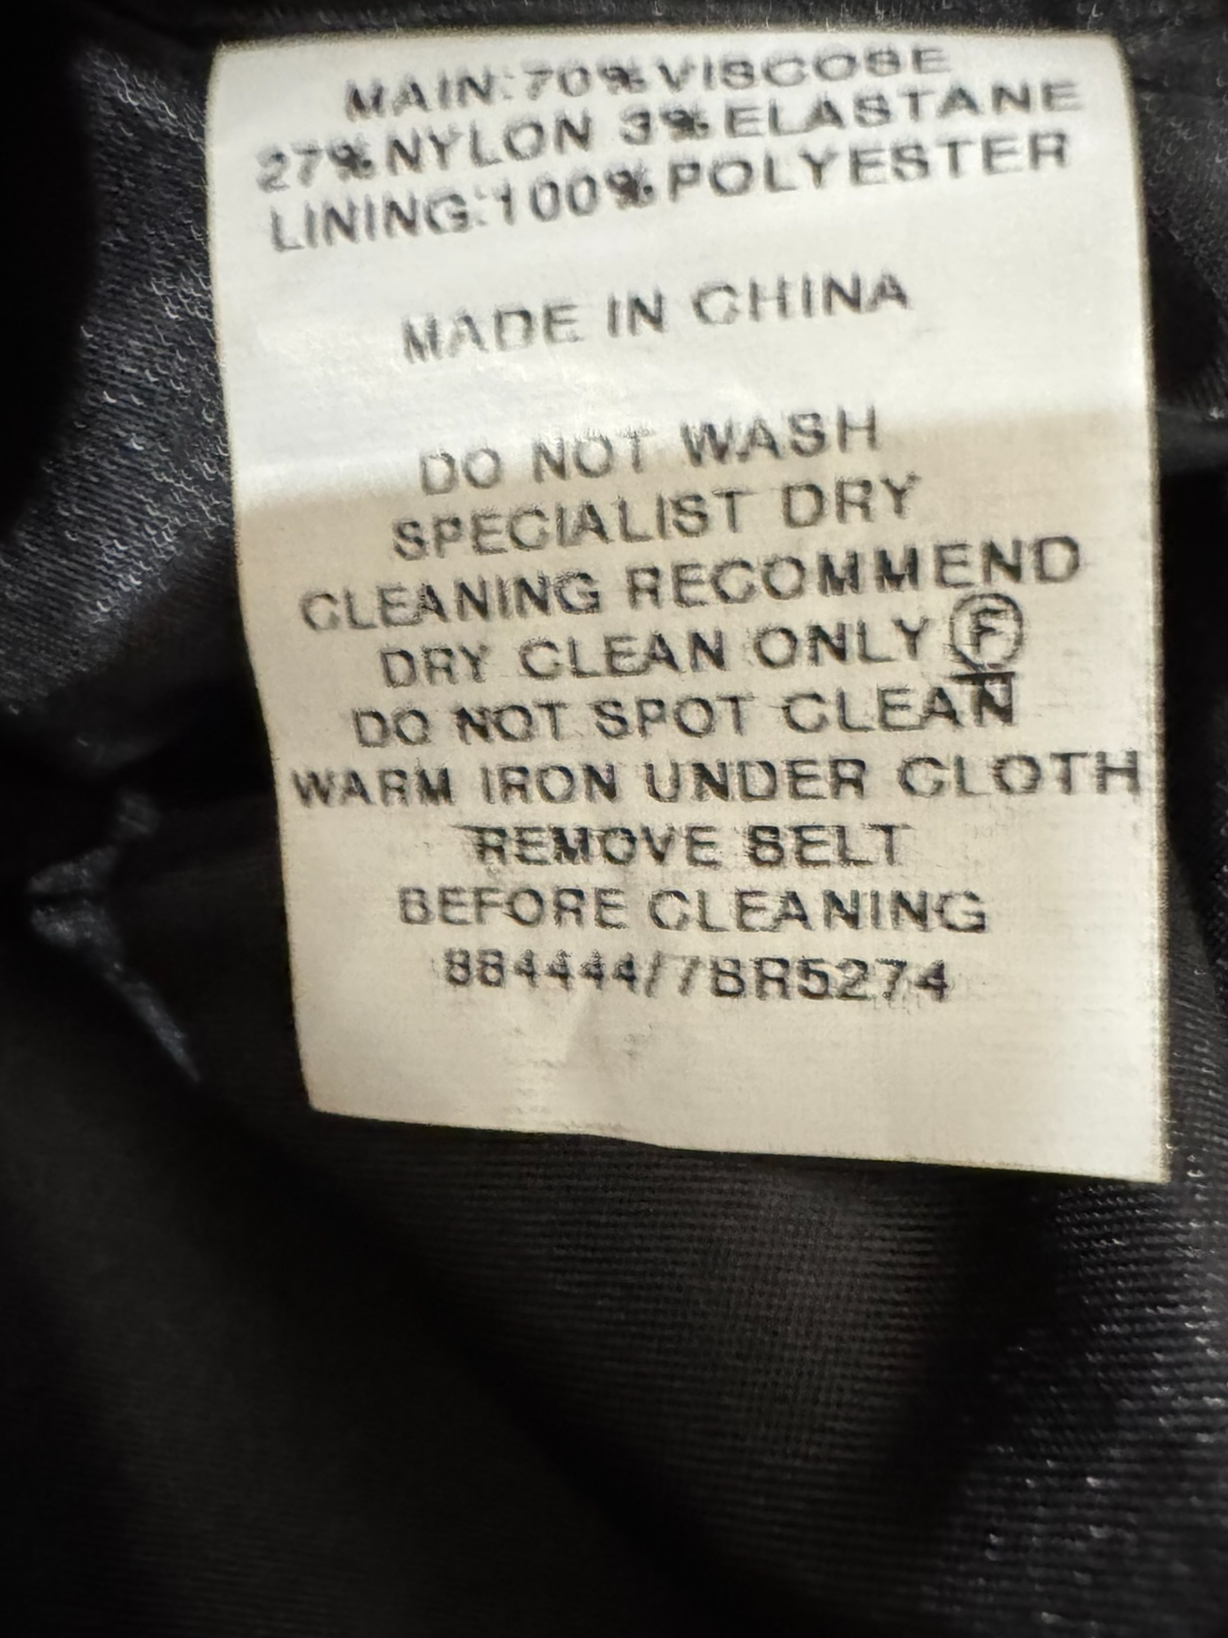 MAIN:70%VISCOSE
27%NYLON 3%ELASTANE
LINING:100%POLYESTER
MADE IN CHINA
DO NOT WASH
SPECIALIST DRY
CLEANING RECOMMEND
DRY CLEAN ONLY Ⓕ
DO NOT SPOT CLEAN
WARM IRON UNDER CLOTH
REMOVE BELT
BEFORE CLEANING
884444/7BR5274